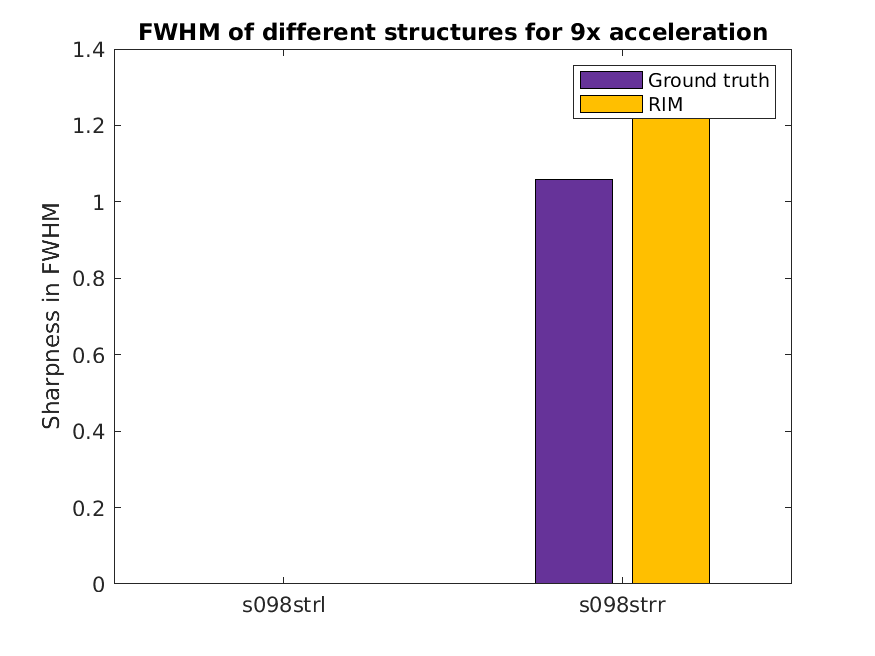 FWHM of different structures for 9x acceleration
1.4
1.2
1
0.8
0.6
0.4
0.2
0
Sharpness in FWHM
Ground truth
RIM
s098strl
s098strr